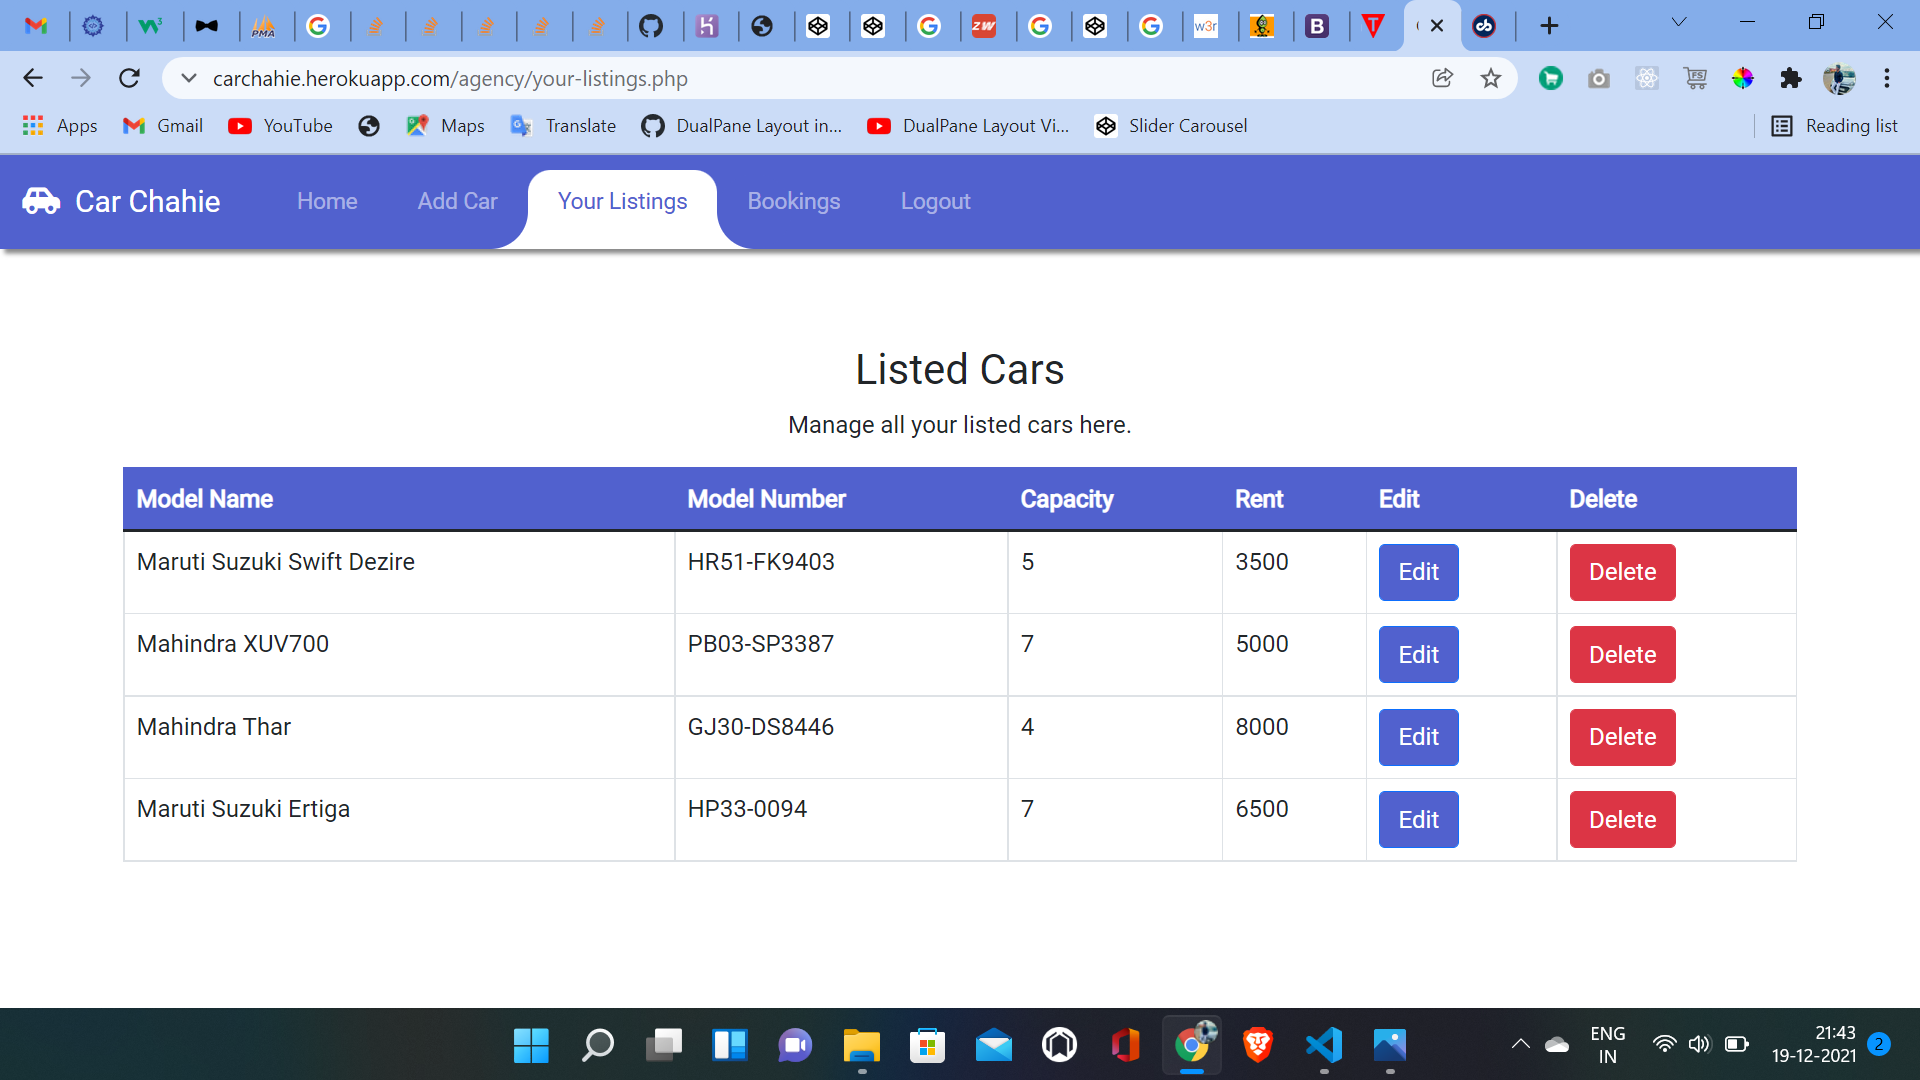 carchahie.herokuapp.com/agency/your-listings.php
Apps Gmail YouTube Maps Translate DualPane Layout in... DualPane Layout Vi... Slider Carousel Reading list
Car Chahie Home Add Car Your Listings Bookings Logout
Listed Cars
Manage all your listed cars here.
Model Name Model Number Capacity Rent Edit Delete
Maruti Suzuki Swift Dezire HR51-FK9403 5 3500 Edit Delete
Mahindra XUV700 PB03-SP3387 7 5000 Edit Delete
Mahindra Thar GJ30-DS8446 4 8000 Edit Delete
Maruti Suzuki Ertiga HP33-0094 7 6500 Edit Delete
ENG 21:43
IN 19-12-2021 2